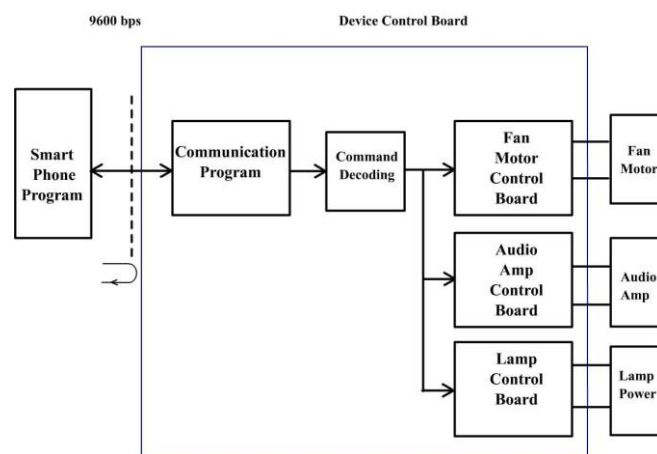 9600 bps
Device Control Board
Smart
Phone
Program
Communication
Program
Command
Decoding
Fan
Motor
Control
Board
Fan
Motor
Audio
Amp
Control
Board
Audio
Amp
Lamp
Control
Board
Lamp
Power